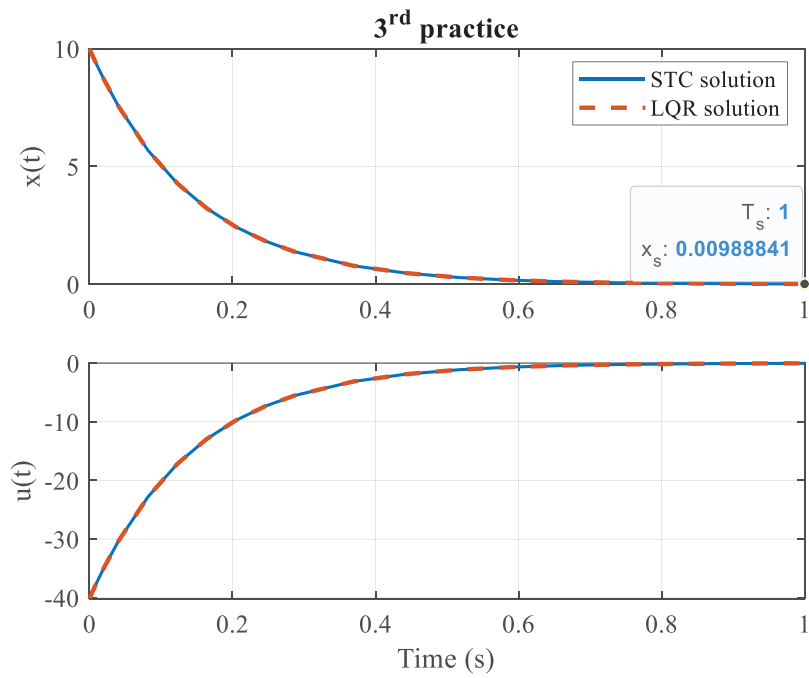 3rd practice
10
5
0
x(t)
STC solution
LQR solution
Ts: 1
xs: 0.00988841
0 0.2 0.4 0.6 0.8 1
0
-10
-20
-30
-40
u(t)
0 0.2 0.4 0.6 0.8 1
Time (s)